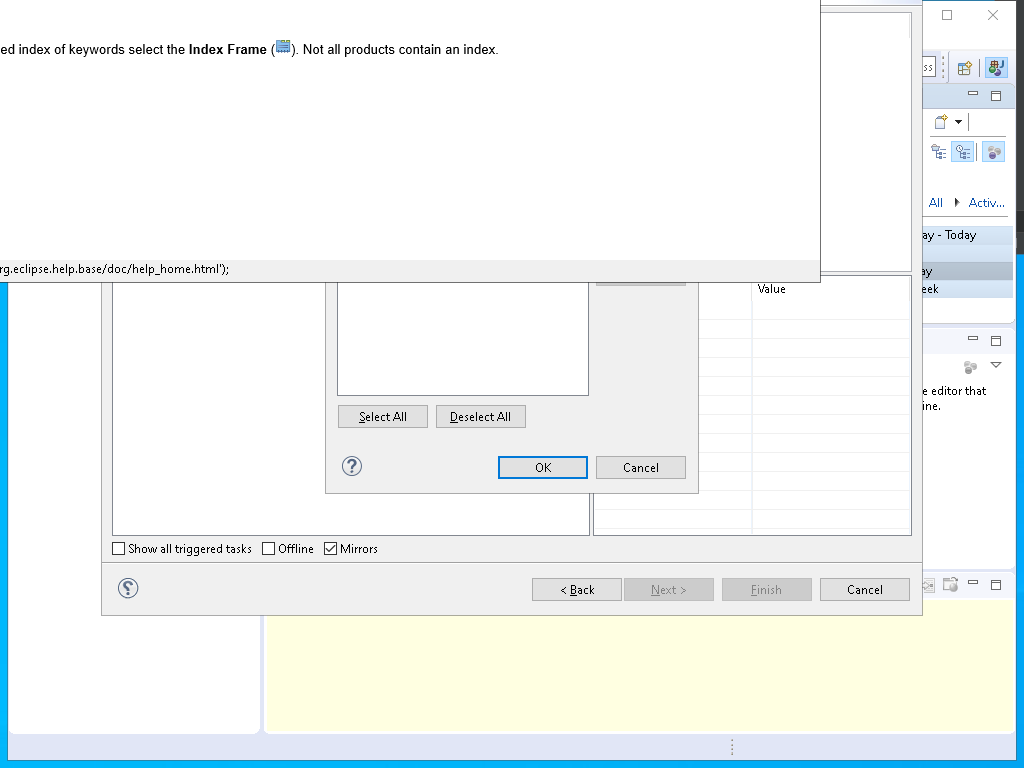 ed index of keywords select the Index Frame ( ). Not all products contain an index.
ss
All Activ...
ay - Today
rg.eclipse.help.base/doc/help_home.html');
ay
eek
Value
e editor that
ine.
Select All
Deselect All
OK
Cancel
Show all triggered tasks
Offline
Mirrors
< Back
Next >
Finish
Cancel